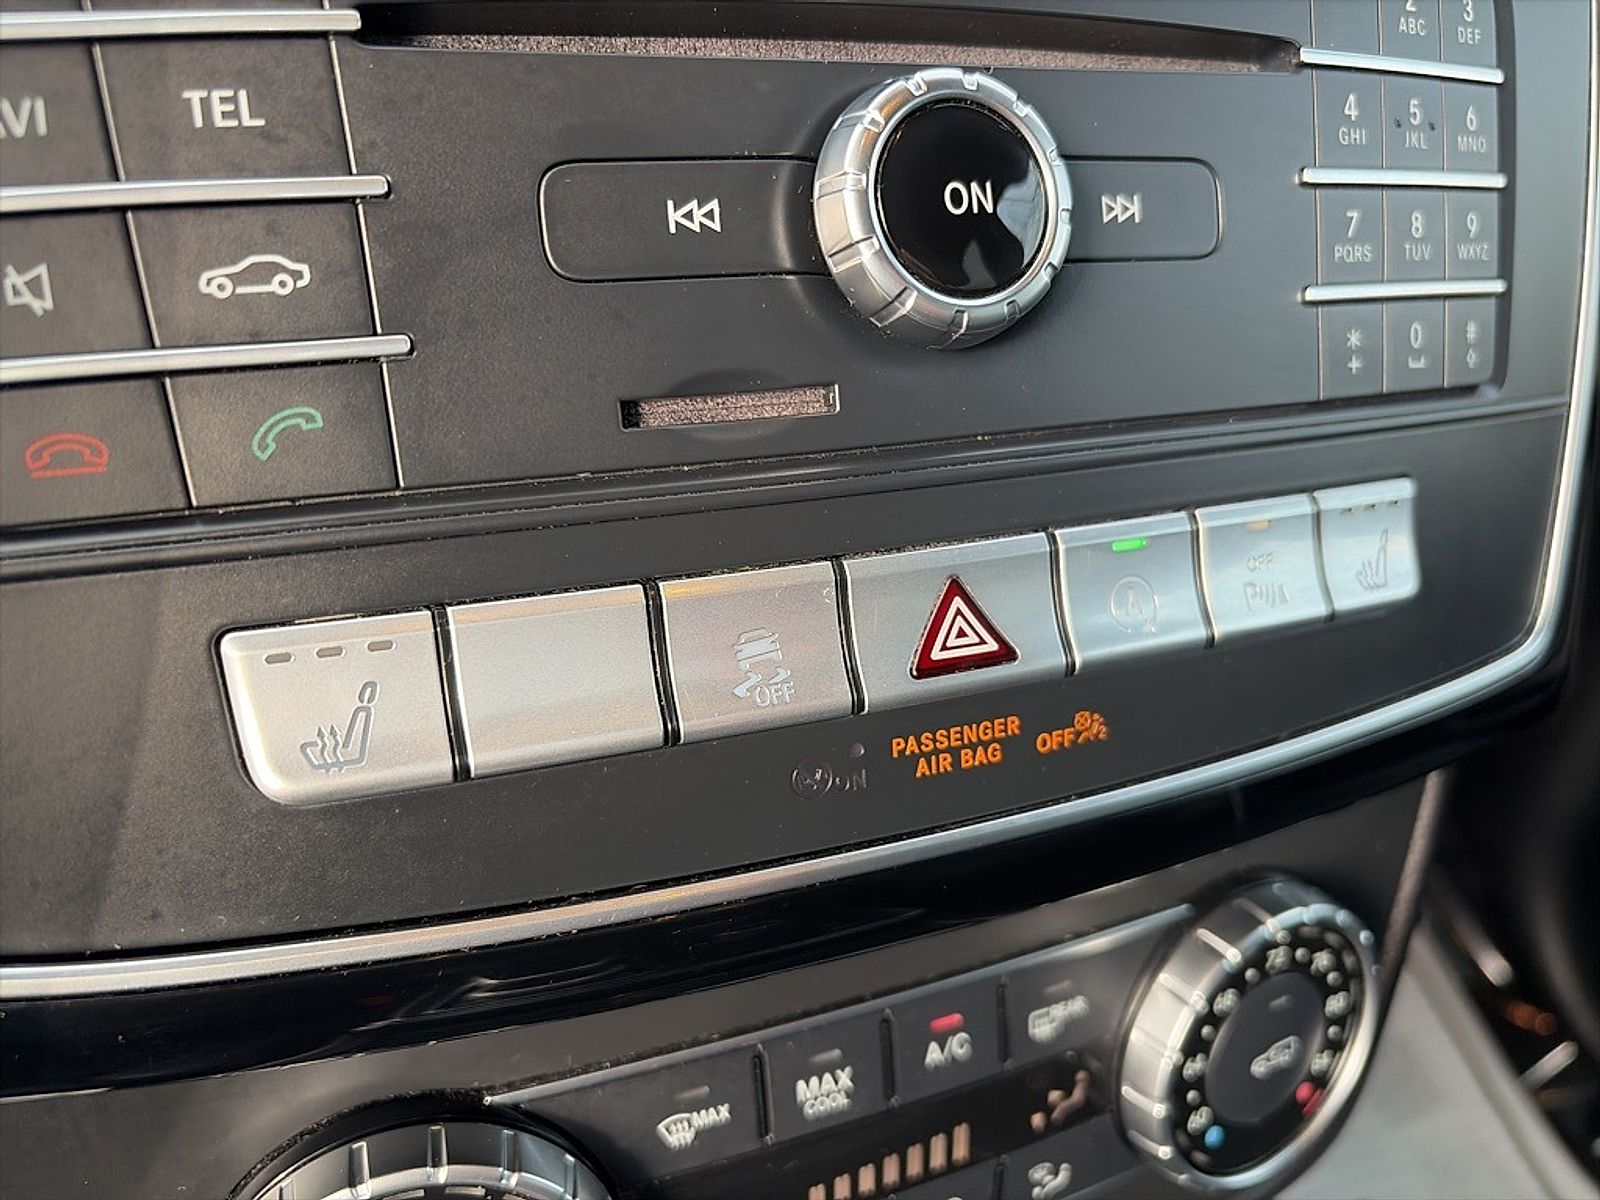 TEL
ON
2
ABC
3
DEF
4
GHI
5
JKL
6
MNO
7
PQRS
8
TUV
9
WXYZ
*
+
0
#
OFF
OFF
PASSENGER
AIR BAG
OFF
ON
MAX
MAX
COOL
A/C
REAR
72